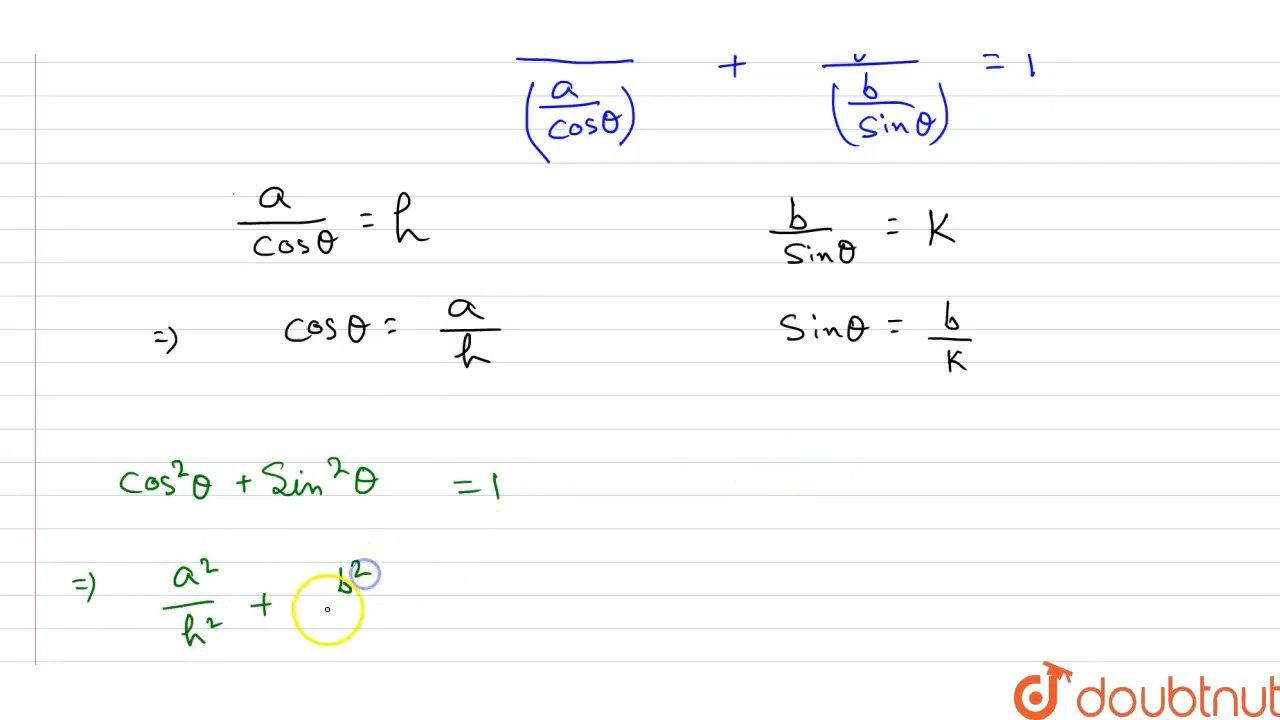 + = 1
(a/cosθ) (b/sinθ)
a/cosθ = h b/sinθ = K
=) cosθ = a/h sinθ = b/K
cos²θ + sin²θ = 1
=) a²/h² + b²
doubtnut